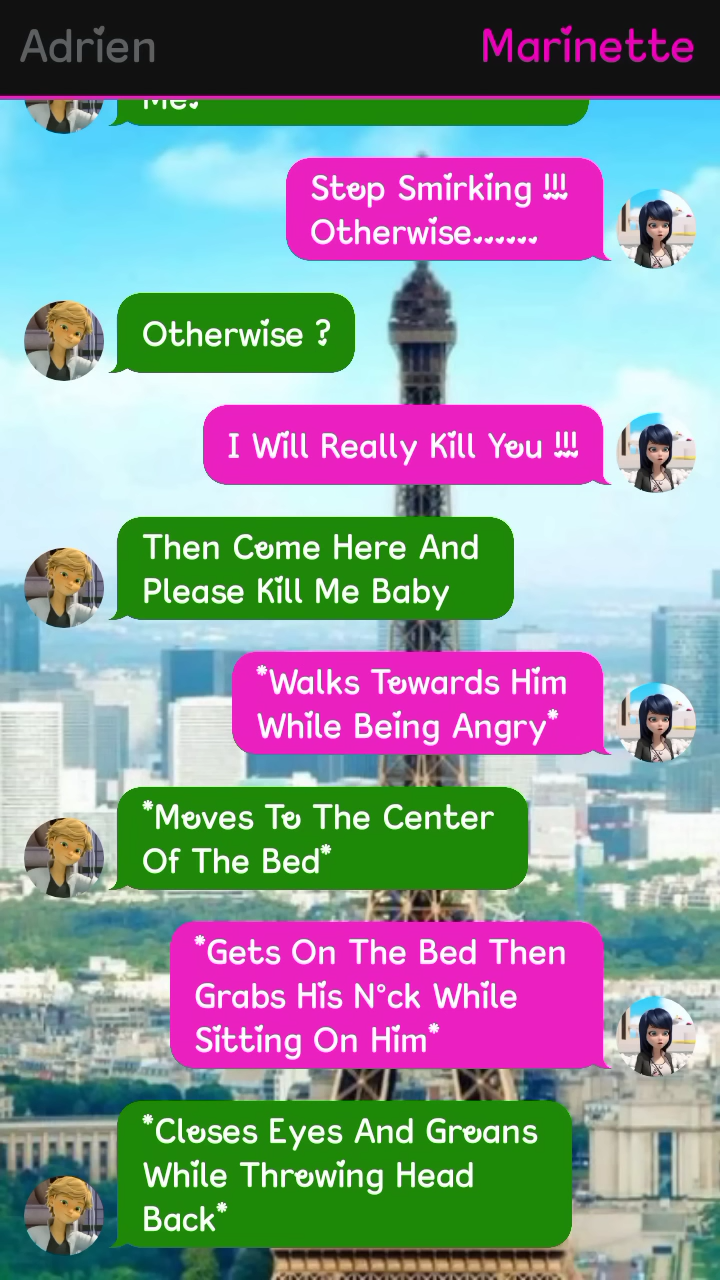 Adrien
Marinette
Me?
Stop Smirking !!!
Otherwise......
Otherwise ?
I Will Really Kill You !!!
Then Come Here And
Please Kill Me Baby
*Walks Towards Him
While Being Angry*
*Moves To The Center
Of The Bed*
*Gets On The Bed Then
Grabs His N°ck While
Sitting On Him*
*Closes Eyes And Groans
While Throwing Head
Back*